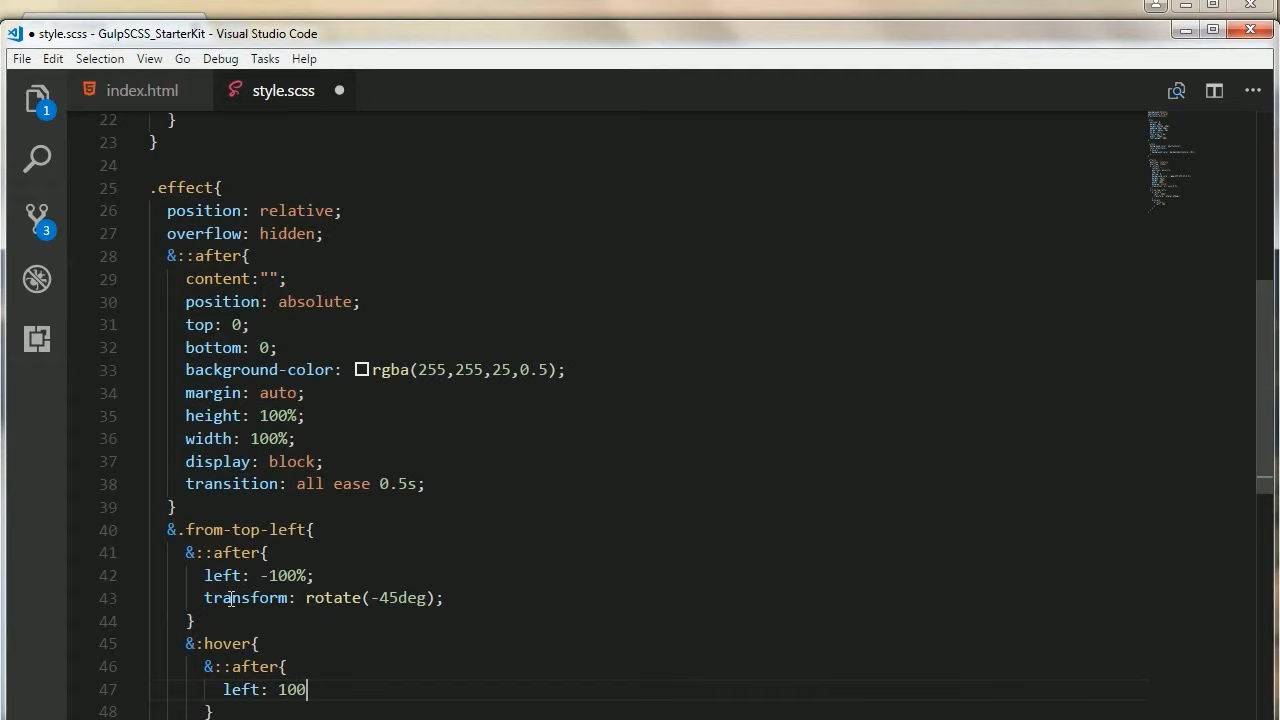 ● style.scss - GulpSCSS_StarterKit - Visual Studio Code
File Edit Selection View Go Debug Tasks Help
1 index.html style.scss ●
22 }
23 }
24
25 .effect{
26 position: relative;
27 overflow: hidden;
28 &::after{
29 content:"";
30 position: absolute;
31 top: 0;
32 bottom: 0;
33 background-color: rgba(255,255,25,0.5);
34 margin: auto;
35 height: 100%;
36 width: 100%;
37 display: block;
38 transition: all ease 0.5s;
39 }
40 &.from-top-left{
41 &::after{
42 left: -100%;
43 transform: rotate(-45deg);
44 }
45 &:hover{
46 &::after{
47 left: 100
48 }
3